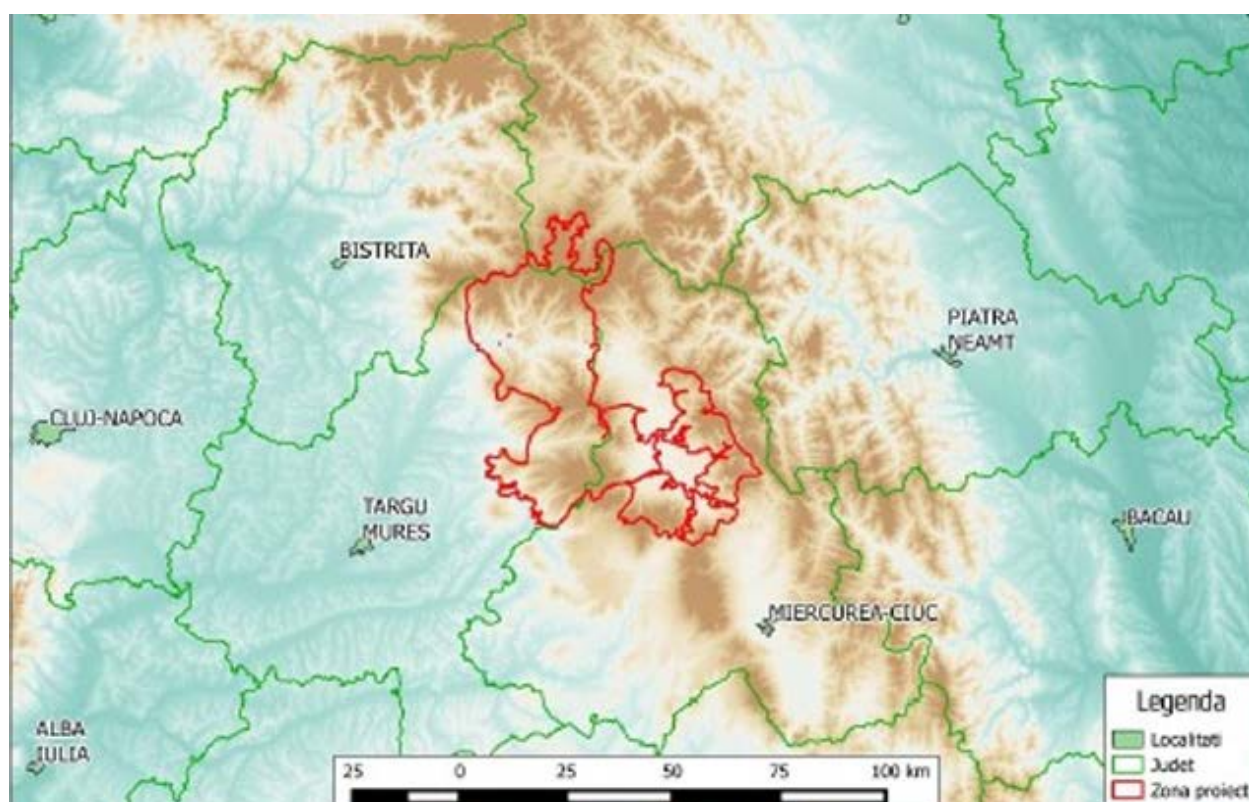 BISTRITA
PIATRA
NEAMT
CLUJ-NAPOCA
TARGU
MURES
BACAU
MIERCUREA-CIUC
ALBA
IULIA
Legenda
Localitati
Judet
Zona proiect
25 0 25 50 75 100 km